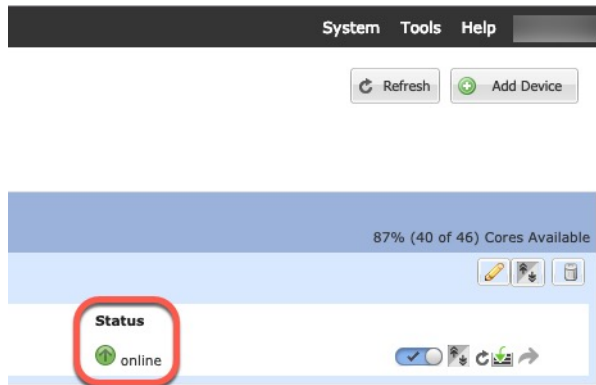 System Tools Help
Refresh Add Device
87% (40 of 46) Cores Available
Status
online